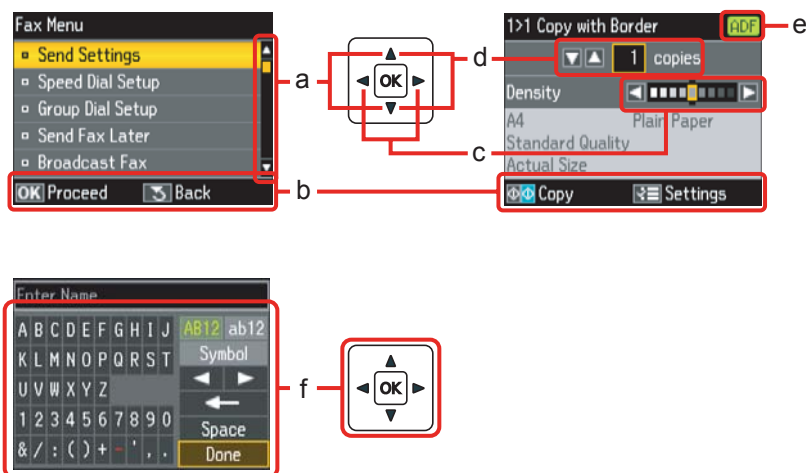 Fax Menu
Send Settings
Speed Dial Setup
Group Dial Setup
Send Fax Later
Broadcast Fax
OK Proceed Back
a
b
OK
d
c
1>1 Copy with Border ADF
e
1 copies
Density
A4 Plain Paper
Standard Quality
Actual Size
Copy Settings
Enter Name
A B C D E F G H I J AB12 ab12
K L M N O P Q R S T Symbol
U V W X Y Z
1 2 3 4 5 6 7 8 9 0 Space
& / : ( ) + - ' , . Done
f
OK